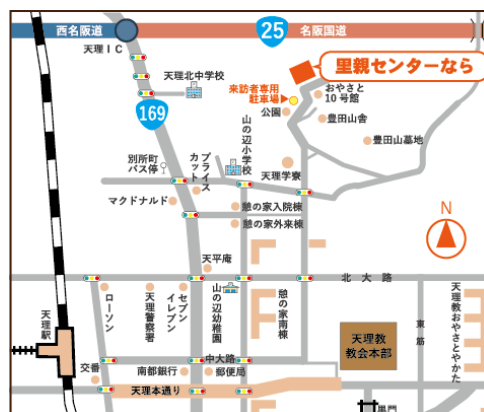 西名阪道
25
名阪国道
天理IC
里親センターなら
天理北中学校
来訪者専用
駐車場
おやさと
10号館
169
公園
豊田山舎
山の辺小学校
豊田山墓地
別所町
バス停
プライス
カット
天理学寮
マクドナルド
憩の家入院棟
憩の家外来棟
N
天平庵
北大路
ローソン
天理警察署
セブン
イレブン
山の辺幼稚園
憩の家南棟
天理教
教会本部
東筋
天理教おやさとやかた
天理駅
中大路
交番
南都銀行
郵便局
天理本通り
黒門